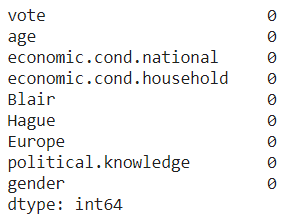 vote 0
age 0
economic.cond.national 0
economic.cond.household 0
Blair 0
Hague 0
Europe 0
political.knowledge 0
gender 0
dtype: int64